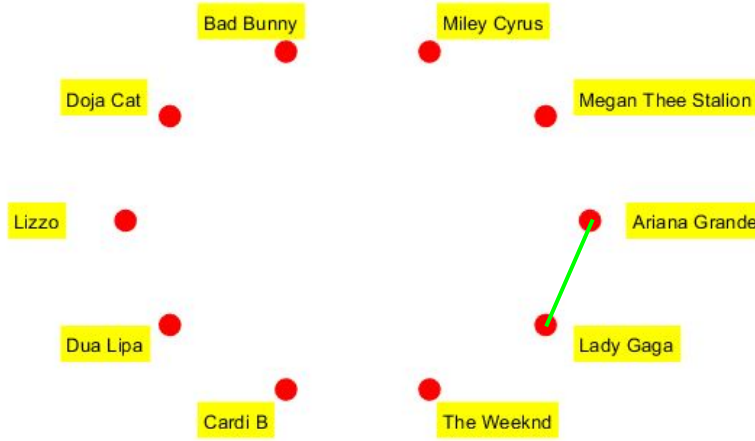 Bad Bunny
Miley Cyrus
Doja Cat
Megan Thee Stalion
Lizzo
Ariana Grande
Dua Lipa
Lady Gaga
Cardi B
The Weeknd